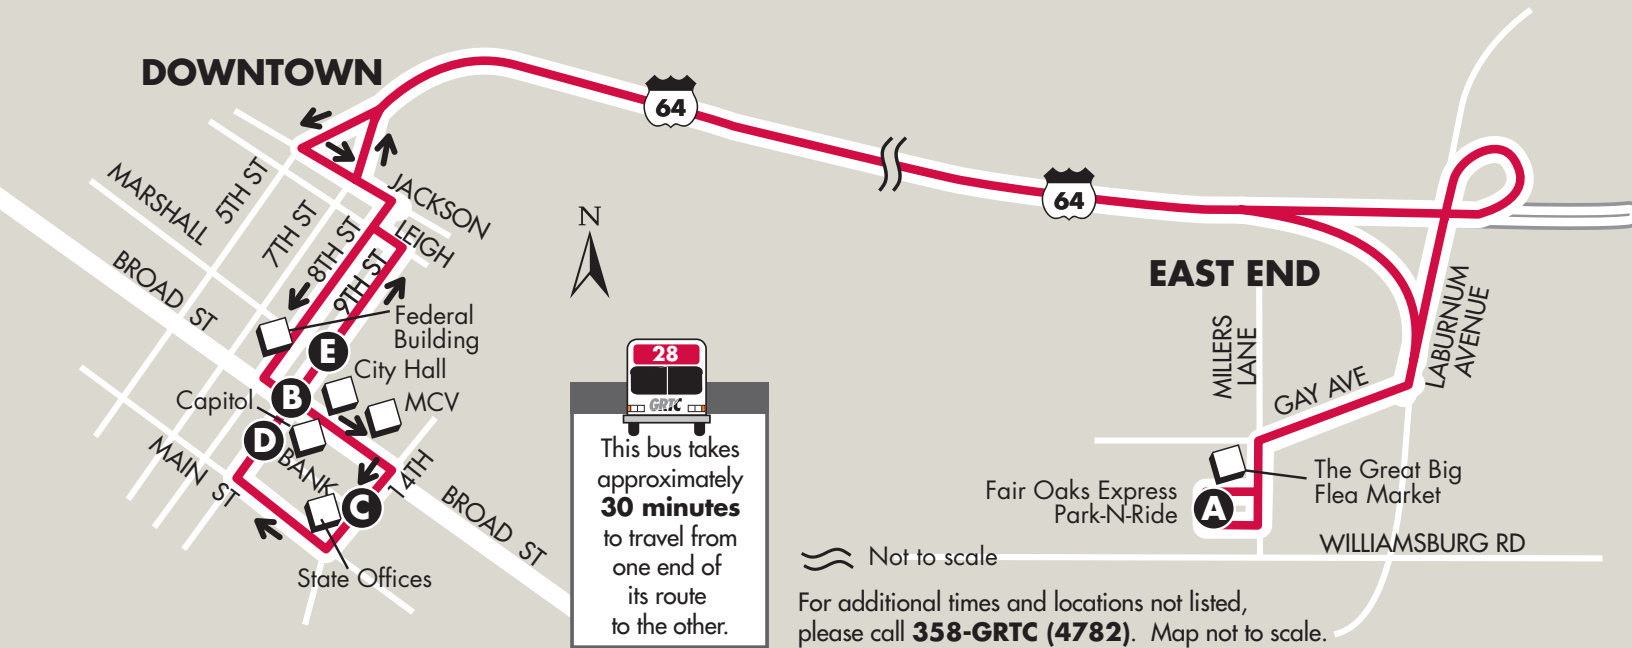 DOWNTOWN
64
64
5TH ST
MARSHALL
7TH ST
8TH ST
9TH ST
JACKSON
LEIGH
BROAD ST
N
Federal
Building
E
City Hall
B
MCV
Capitol
D
BANK
MAIN ST
C
14TH
BROAD ST
State Offices
28
GRTC
This bus takes
approximately
30 minutes
to travel from
one end of
its route
to the other.
EAST END
MILLERS
LANE
GAY AVE
LABURNUM
AVENUE
The Great Big
Flea Market
Fair Oaks Express
Park-N-Ride
A
WILLIAMSBURG RD
Not to scale
For additional times and locations not listed,
please call 358-GRTC (4782). Map not to scale.